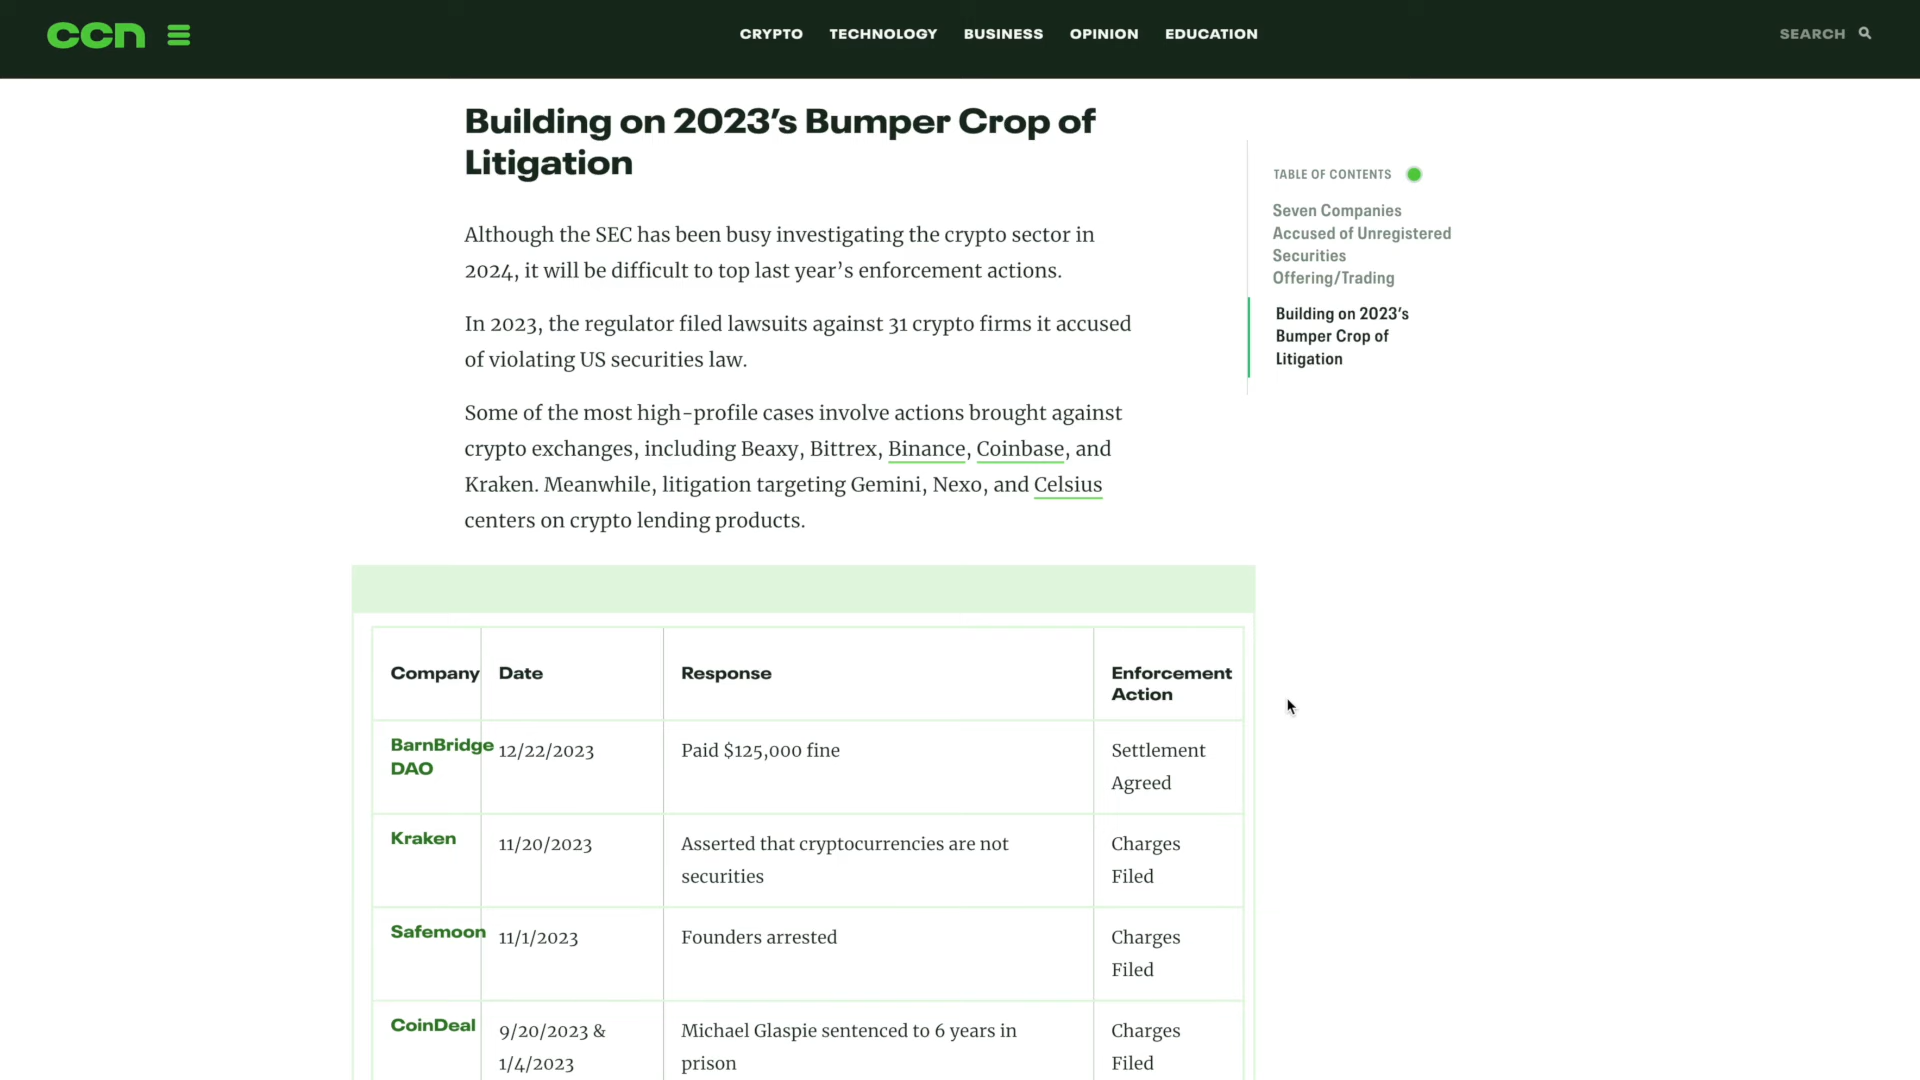 ccn
CRYPTO TECHNOLOGY BUSINESS OPINION EDUCATION
SEARCH
Building on 2023’s Bumper Crop of
Litigation
Although the SEC has been busy investigating the crypto sector in
2024, it will be difficult to top last year’s enforcement actions.
In 2023, the regulator filed lawsuits against 31 crypto firms it accused
of violating US securities law.
Some of the most high-profile cases involve actions brought against
crypto exchanges, including Beaxy, Bittrex, Binance, Coinbase, and
Kraken. Meanwhile, litigation targeting Gemini, Nexo, and Celsius
centers on crypto lending products.
TABLE OF CONTENTS
Seven Companies
Accused of Unregistered
Securities
Offering/Trading
Building on 2023’s
Bumper Crop of
Litigation
Company Date Response Enforcement
Action
BarnBridge 12/22/2023 Paid $125,000 fine Settlement
DAO Agreed
Kraken 11/20/2023 Asserted that cryptocurrencies are not Charges
securities Filed
Safemoon 11/1/2023 Founders arrested Charges
Filed
CoinDeal 9/20/2023 & Michael Glaspie sentenced to 6 years in Charges
1/4/2023 prison Filed